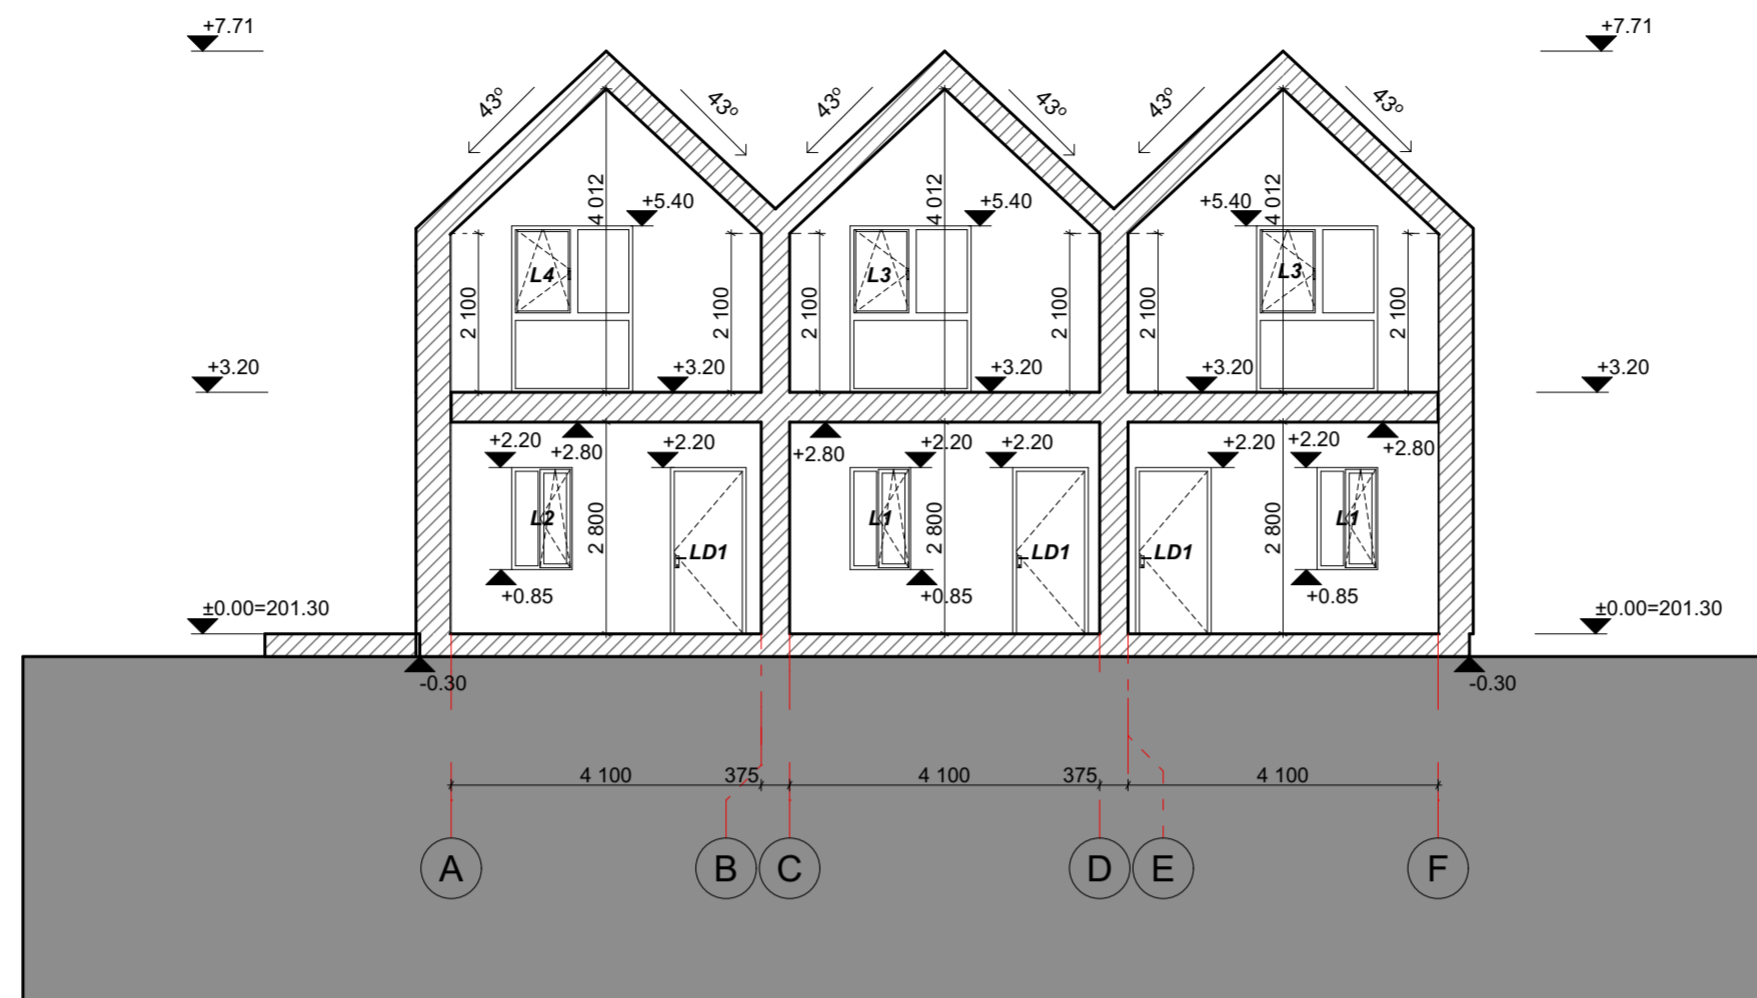 +7.71 +7.71
43° 43° 43° 43° 43° 43°
4 012 4 012 4 012
+5.40 +5.40 +5.40
L4 L3 L3
2 100 2 100 2 100 2 100 2 100 2 100
+3.20 +3.20 +3.20 +3.20 +3.20
+2.20 +2.80 +2.20 +2.80 +2.20 +2.20 +2.20 +2.20 +2.80
L2 2 800 LD1 L1 2 800 LD1 LD1 2 800 L1
+0.85 +0.85 +0.85
±0.00=201.30 ±0.00=201.30
-0.30 -0.30
4 100 375 4 100 375 4 100
A B C D E F